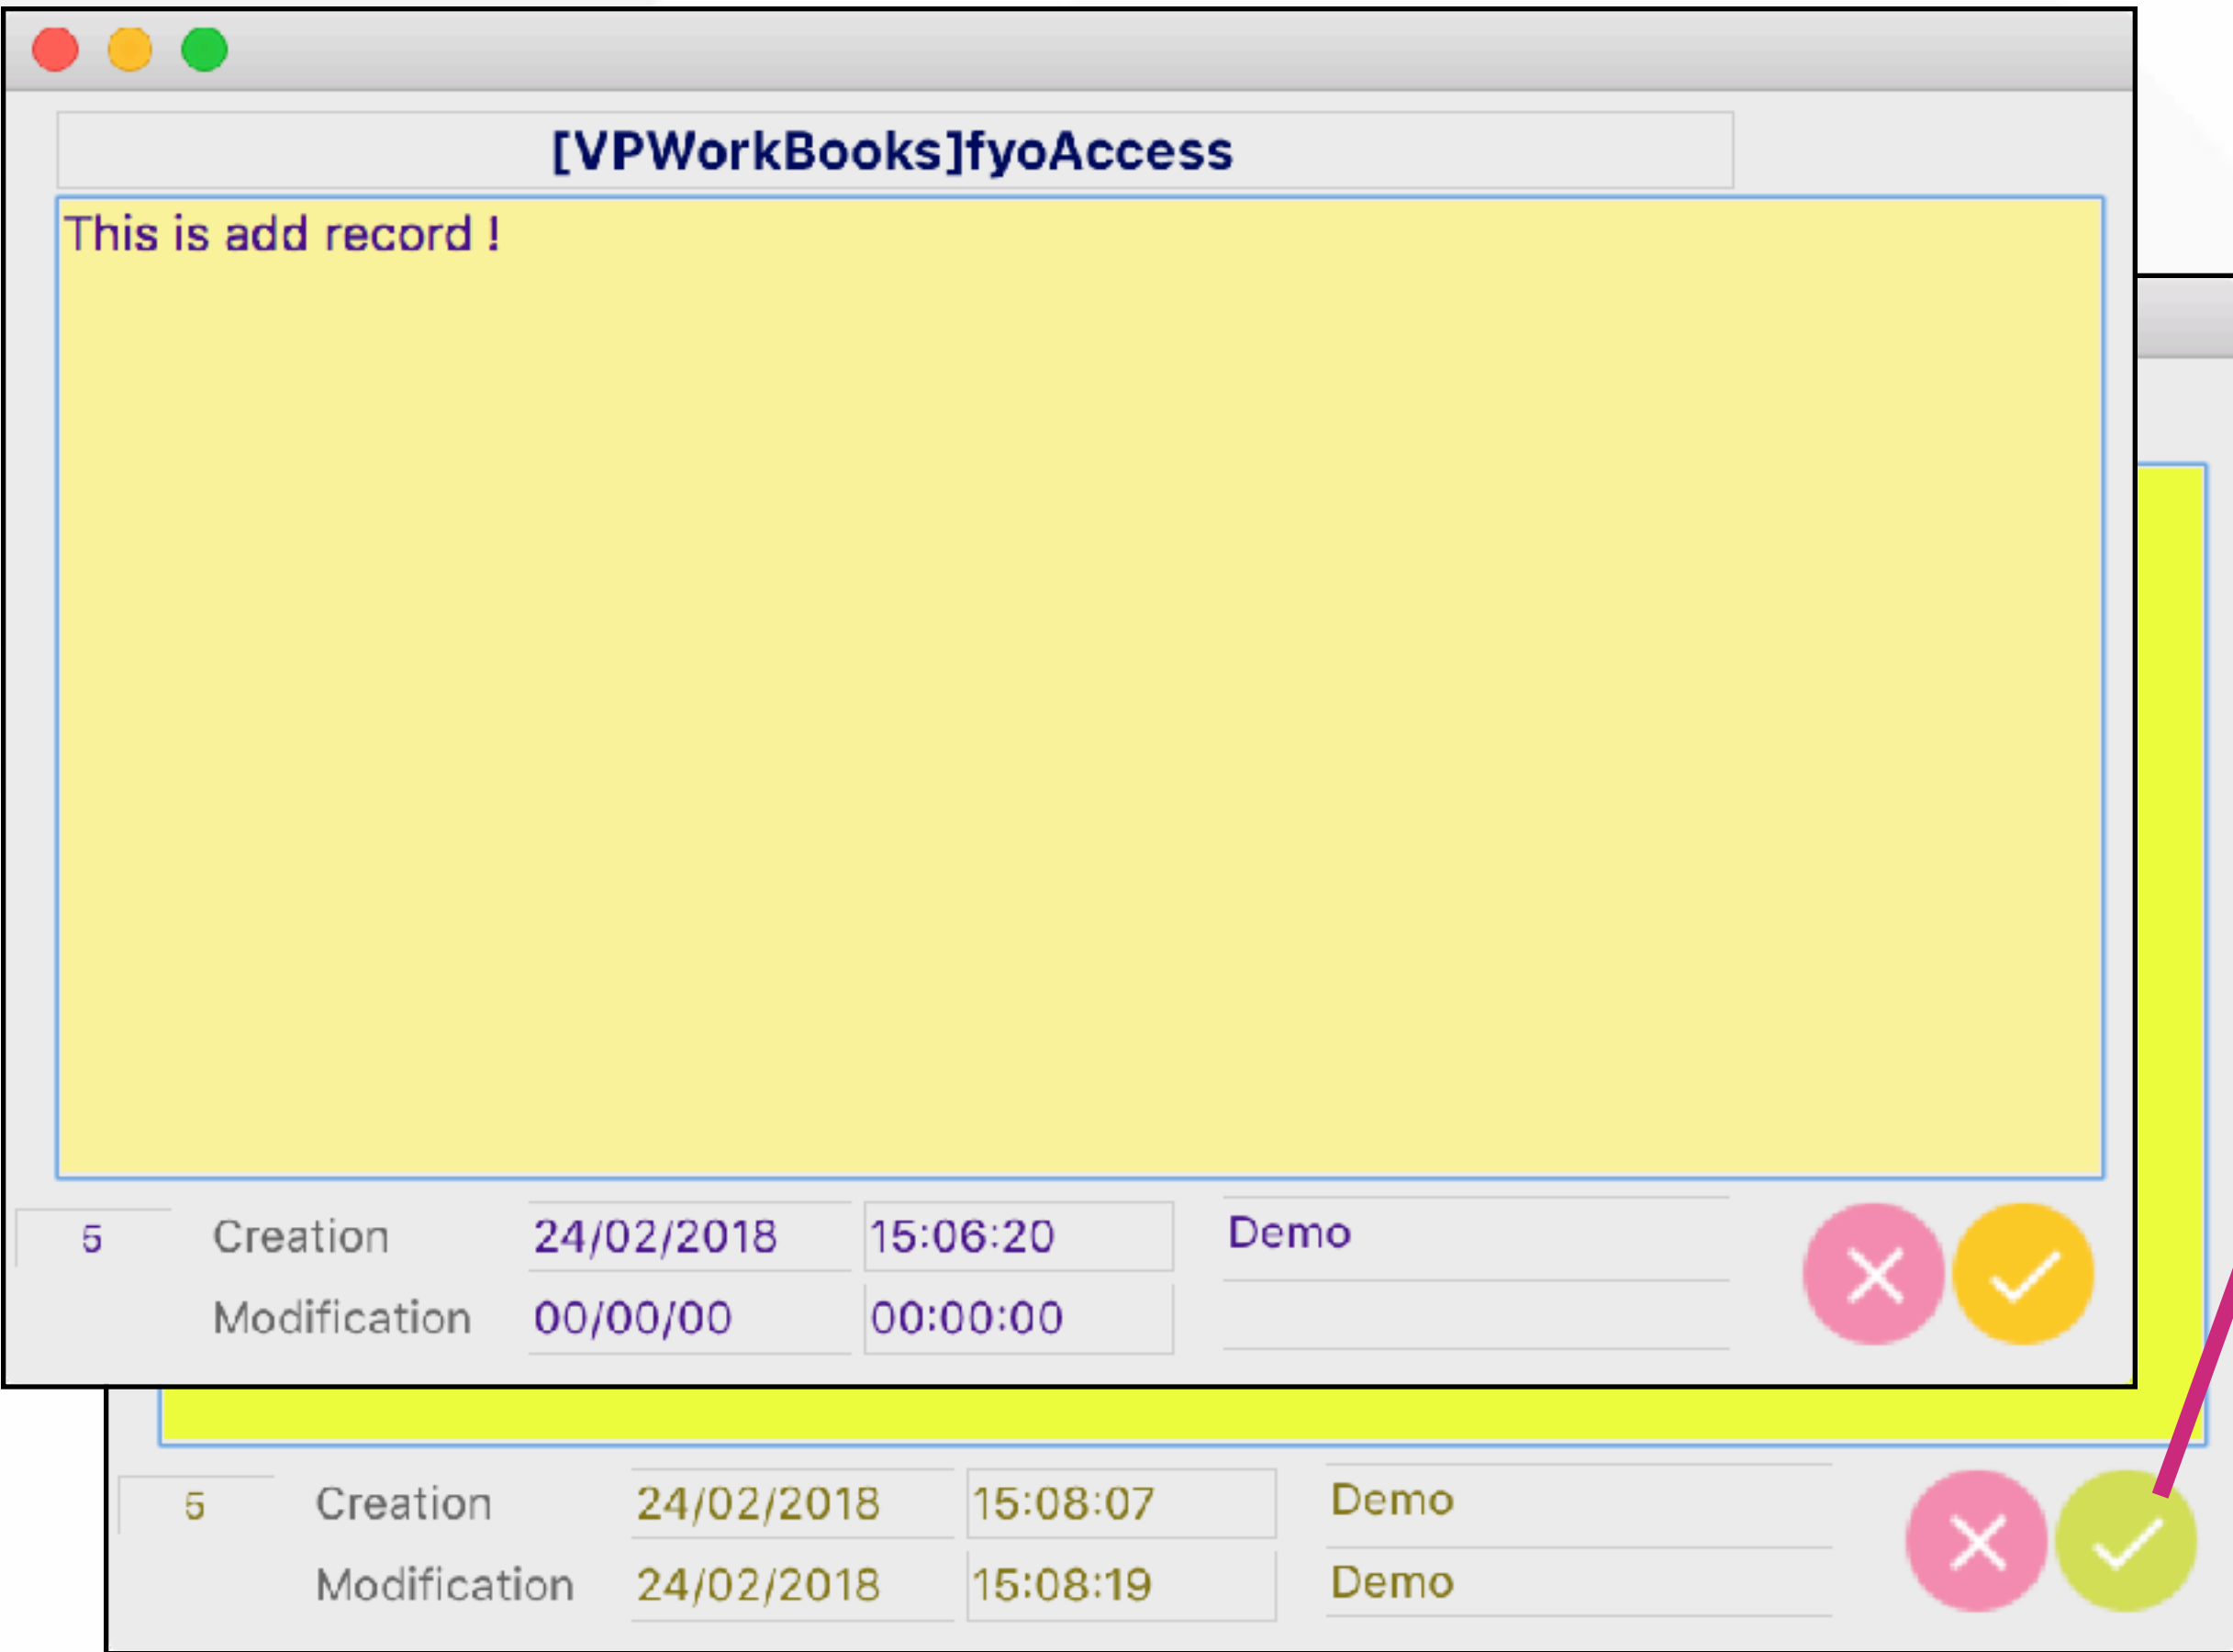 [VPWorkBooks]fyoAccess
This is add record !
5 Creation 24/02/2018 15:06:20 Demo
Modification 00/00/00 00:00:00
5 Creation 24/02/2018 15:08:07 Demo
Modification 24/02/2018 15:08:19 Demo